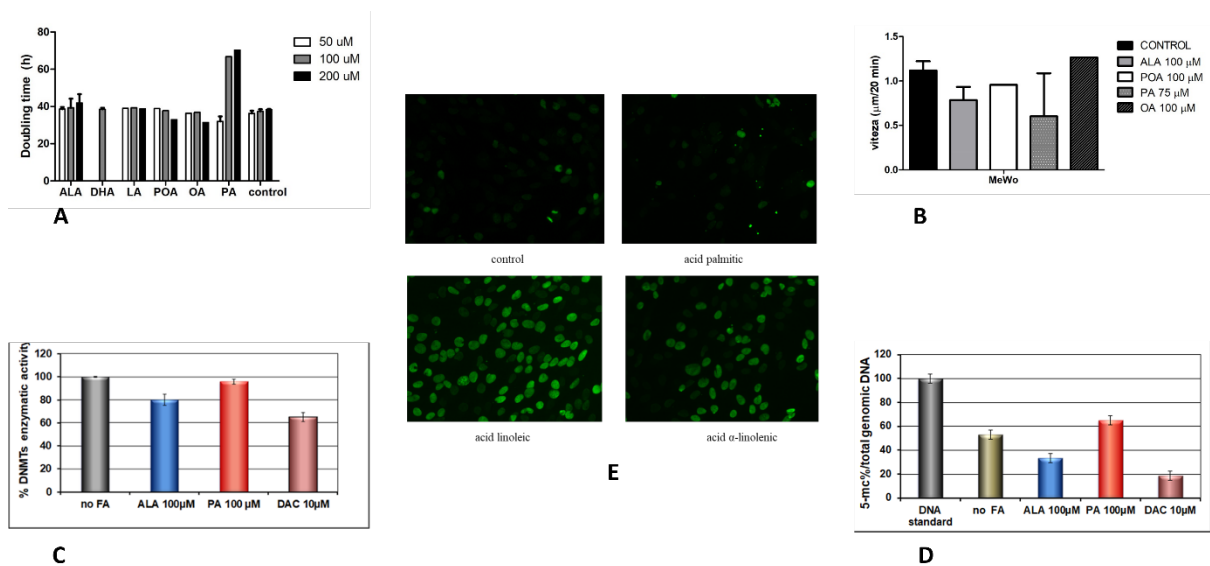 80
60
40
20
0
Doubling time (h)
50 uM
100 uM
200 uM
ALA DHA LA POA OA PA control
A
1.5
1.0
0.5
0.0
viteza (μm/20 min)
CONTROL
ALA 100 μM
POA 100 μM
PA 75 μM
OA 100 μM
MeWo
B
control
acid palmitic
acid linoleic
acid α-linolenic
E
120
100
80
60
40
20
0
% DNMTs enzymatic activity
no FA ALA 100μM PA 100 μM DAC 10μM
C
120
100
80
60
40
20
0
5-mc%/total genomic DNA
DNA standard
no FA ALA 100μM PA 100μM DAC 10μM
D